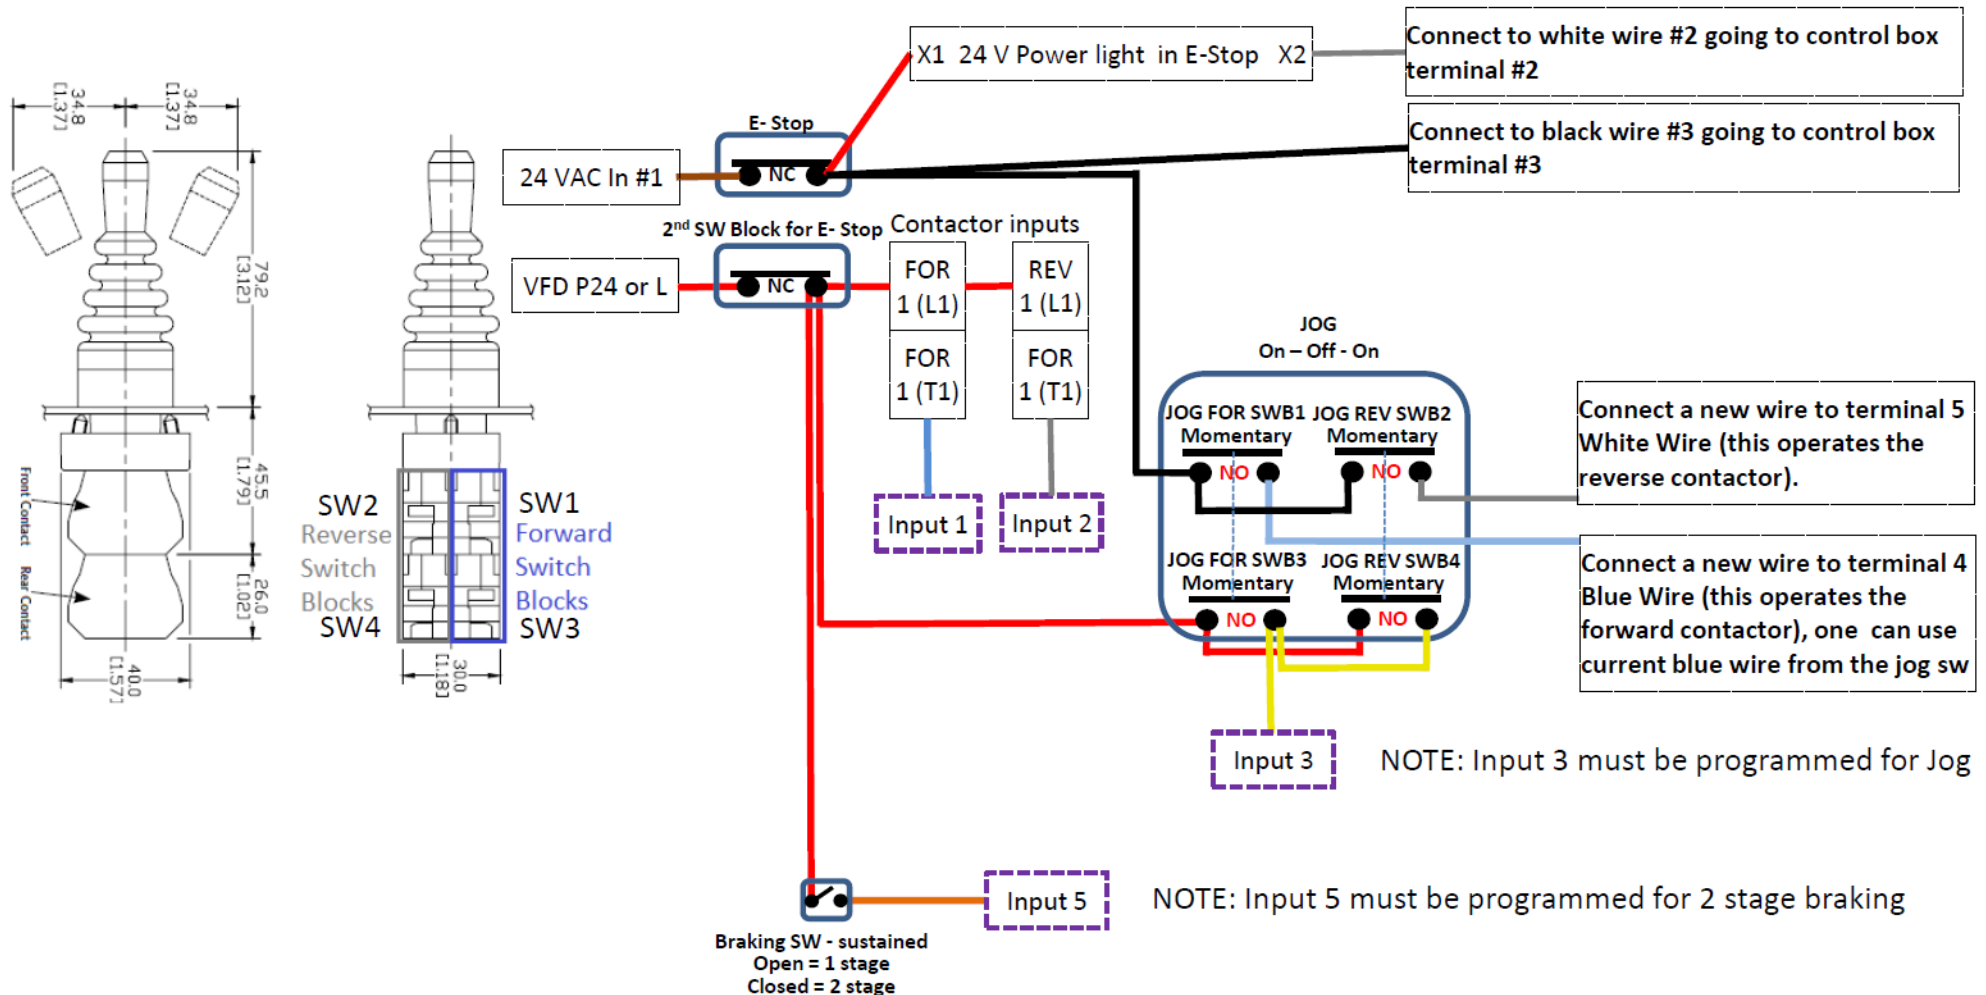 34.8
[1.37]
34.8
[1.37]
79.2
[3.12]
45.5
[1.79]
26.0
[1.02]
40.0
[1.57]
30.0
[1.18]
Front Contact
Rear Contact
SW2
Reverse
Switch
Blocks
SW4
SW1
Forward
Switch
Blocks
SW3
X1 24 V Power light in E-Stop X2
Connect to white wire #2 going to control box
terminal #2
E- Stop
24 VAC In #1
NC
Connect to black wire #3 going to control box
terminal #3
2nd SW Block for E- Stop
VFD P24 or L
NC
Contactor inputs
FOR
1 (L1)
FOR
1 (T1)
REV
1 (L1)
FOR
1 (T1)
Input 1
Input 2
JOG
On – Off - On
JOG FOR SWB1
Momentary
NO
JOG REV SWB2
Momentary
NO
JOG FOR SWB3
Momentary
NO
JOG REV SWB4
Momentary
NO
Connect a new wire to terminal 5
White Wire (this operates the
reverse contactor).
Connect a new wire to terminal 4
Blue Wire (this operates the
forward contactor), one can use
current blue wire from the jog sw
Input 3
NOTE: Input 3 must be programmed for Jog
Input 5
NOTE: Input 5 must be programmed for 2 stage braking
Braking SW - sustained
Open = 1 stage
Closed = 2 stage